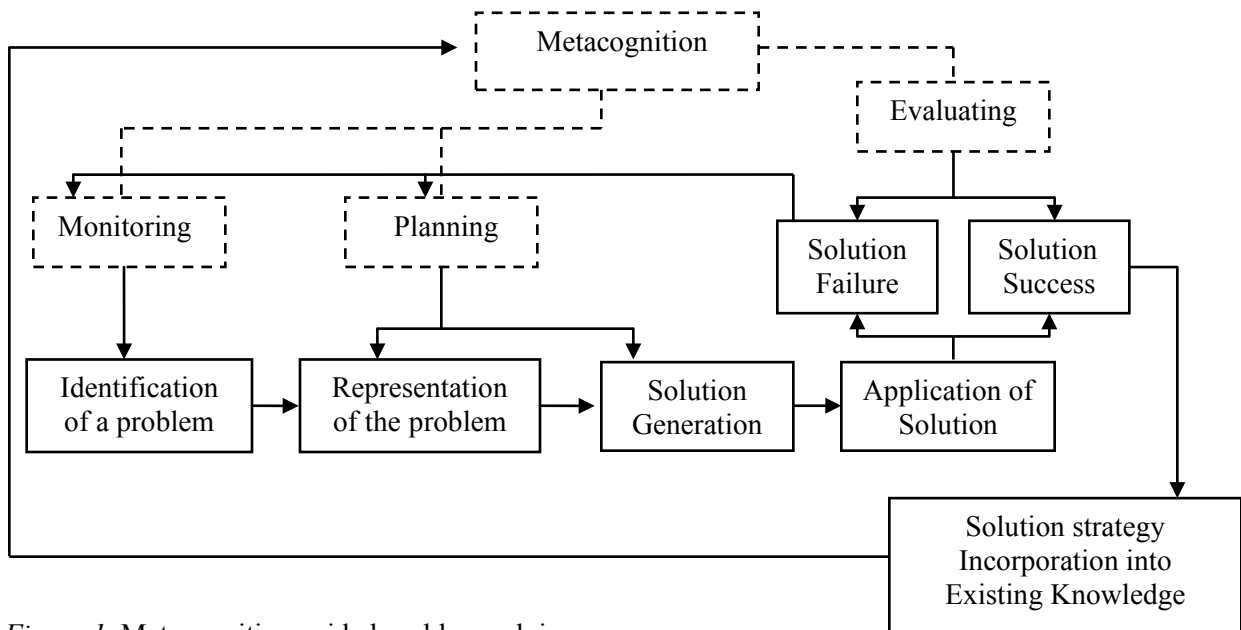 Metacognition
Evaluating
Monitoring
Planning
Solution
Failure
Solution
Success
Identification
of a problem
Representation
of the problem
Solution
Generation
Application of
Solution
Solution strategy
Incorporation into
Existing Knowledge